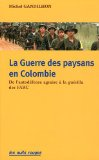 Michel GANDILHON
La Guerre des paysans
en Colombie
De l'autodéfense agraire à la guérilla
des FARC
les nuits rouges